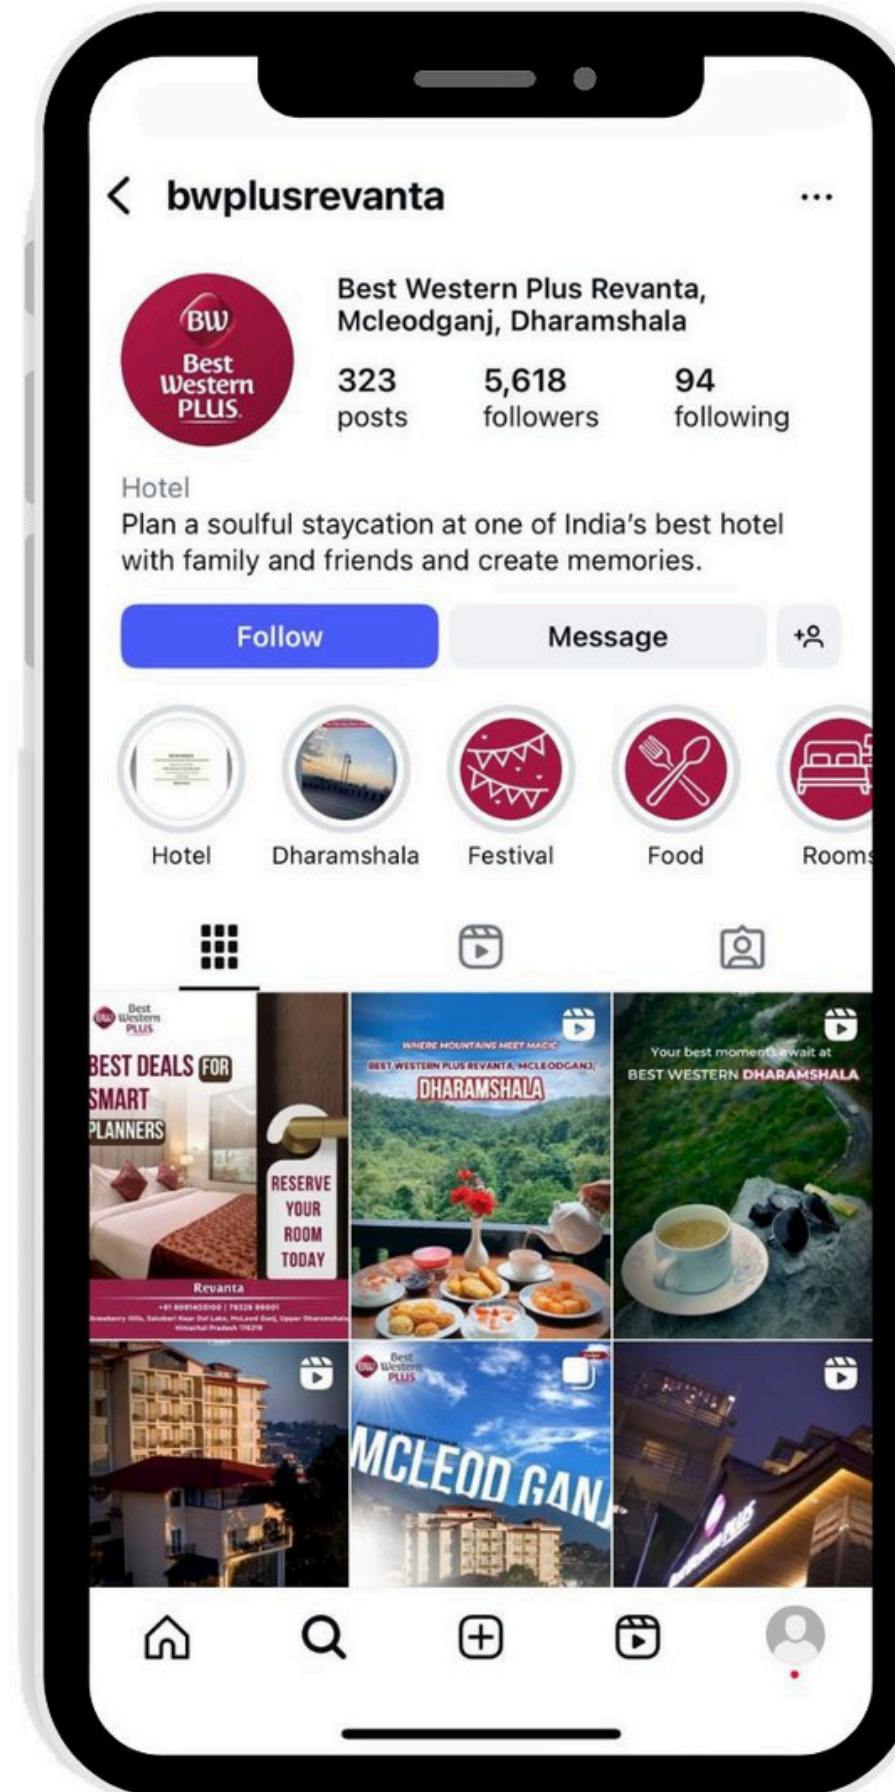 bwplusrevanta
BW
Best
Western
PLUS.
Best Western Plus Revanta,
Mcleodganj, Dharamshala
323
posts
5,618
followers
94
following
Hotel
Plan a soulful staycation at one of India's best hotel
with family and friends and create memories.
Follow
Message
Hotel
Dharamshala
Festival
Food
Rooms
BW
Best
Western
PLUS
BEST DEALS FOR
SMART
PLANNERS
RESERVE
YOUR
ROOM
TODAY
Revanta
WHERE MOUNTAINS MEET MAGIC
BEST WESTERN PLUS REVANTA, MCLEODGANJ,
DHARAMSHALA
Your best moments await at
BEST WESTERN DHARAMSHALA
BW
Best
Western
PLUS
MCLEOD GANJ
PLUS